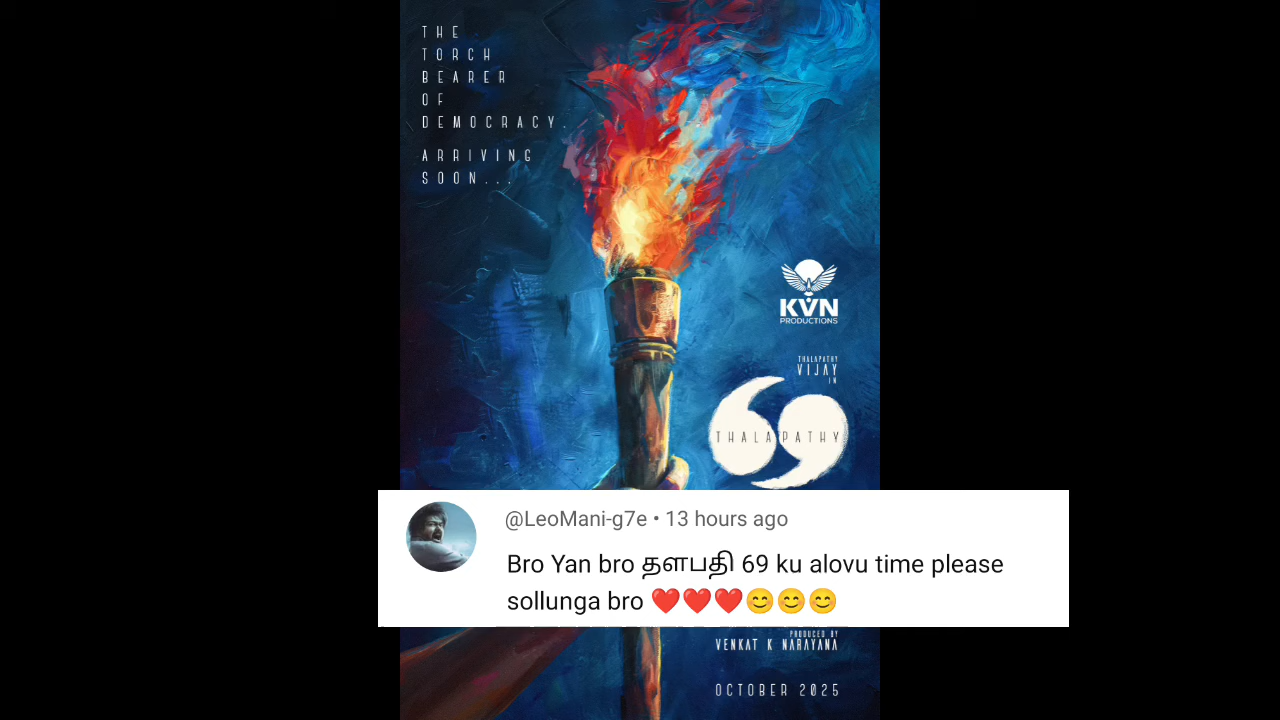 THE
TORCH
BEARER
OF
DEMOCRACY.
ARRIVING
SOON...
KVN
PRODUCTIONS
THALAPATHY
VIJAY
IN
69
THALAPATHY
@LeoMani-g7e • 13 hours ago
Bro Yan bro தளபதி 69 ku alovu time please
sollunga bro ❤️❤️❤️😊😊😊
PRODUCED BY
VENKAT K NARAYANA
OCTOBER 2025